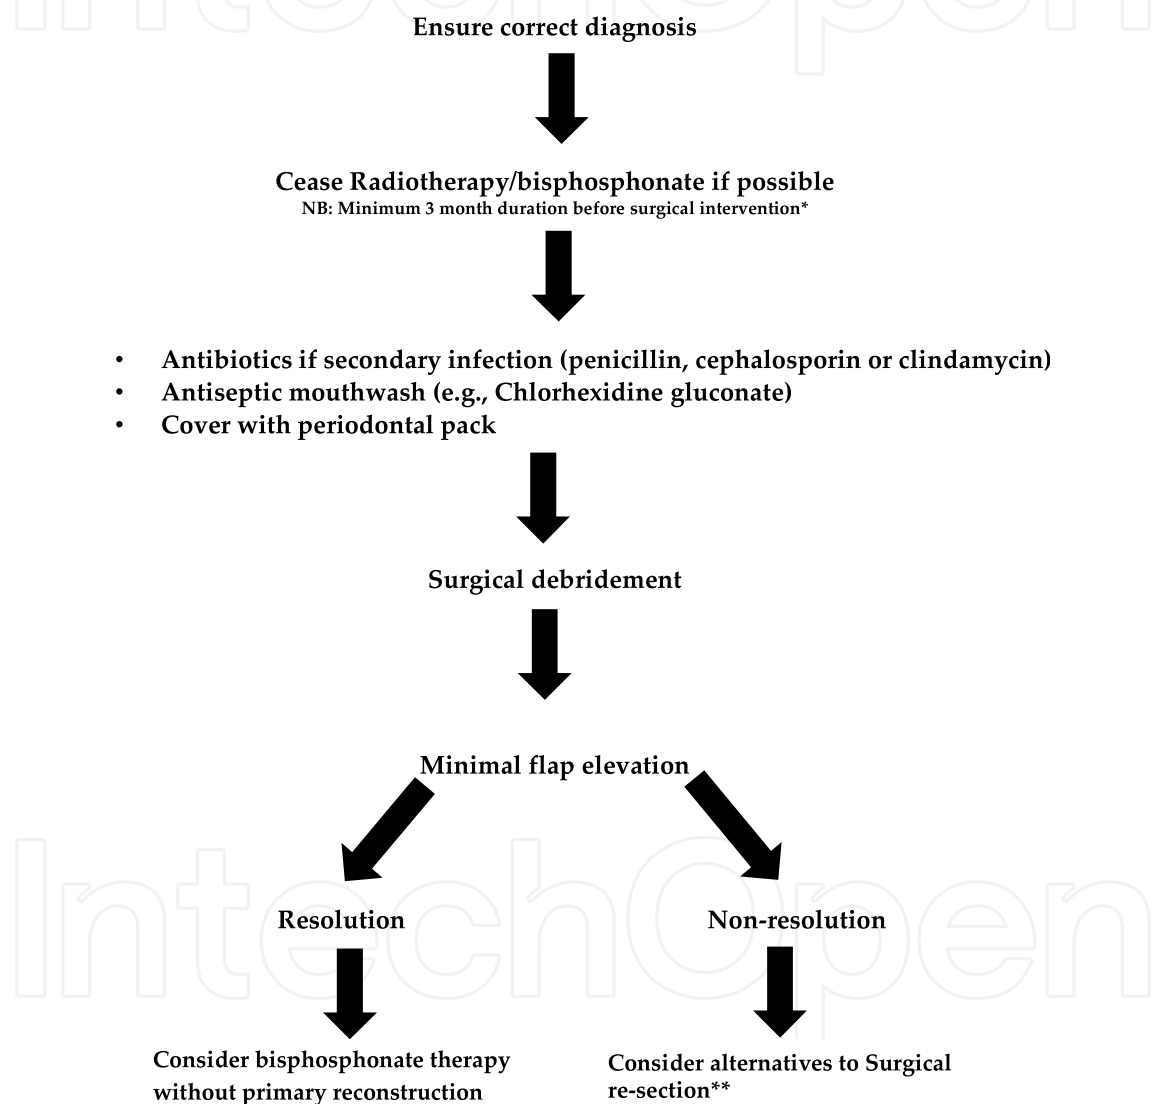 IntechOpen
Ensure correct diagnosis
Cease Radiotherapy/bisphosphonate if possible
NB: Minimum 3 month duration before surgical intervention*
• Antibiotics if secondary infection (penicillin, cephalosporin or clindamycin)
• Antiseptic mouthwash (e.g., Chlorhexidine gluconate)
• Cover with periodontal pack
Surgical debridement
Minimal flap elevation
IntechOpen
Resolution
Non-resolution
Consider bisphosphonate therapy
without primary reconstruction
Consider alternatives to Surgical
re-section**